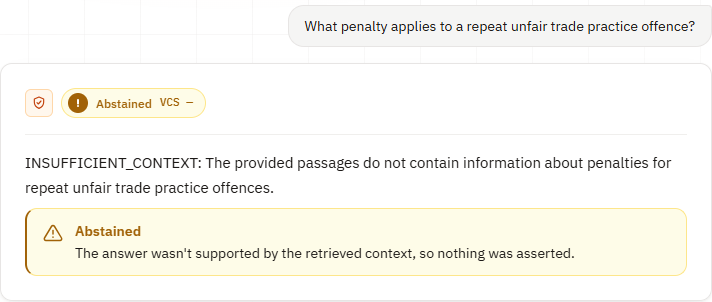 What penalty applies to a repeat unfair trade practice offence?
! Abstained VCS –
INSUFFICIENT_CONTEXT: The provided passages do not contain information about penalties for
repeat unfair trade practice offences.
Abstained
The answer wasn't supported by the retrieved context, so nothing was asserted.